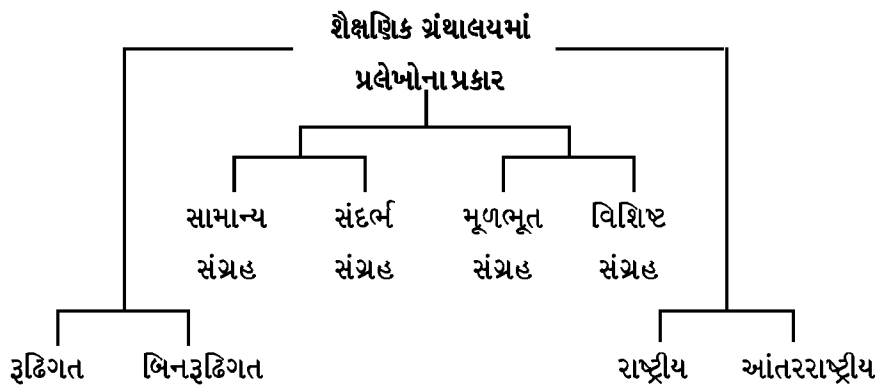 શૈક્ષણિક ગ્રંથાલયમાં
પ્રલેખોના પ્રકાર
સામાન્ય સંદર્ભ મૂળભૂત વિશિષ્ટ
સંગ્રહ સંગ્રહ સંગ્રહ સંગ્રહ
રૂઢિગત બિનરૂઢિગત રાષ્ટ્રીય આંતરરાષ્ટ્રીય